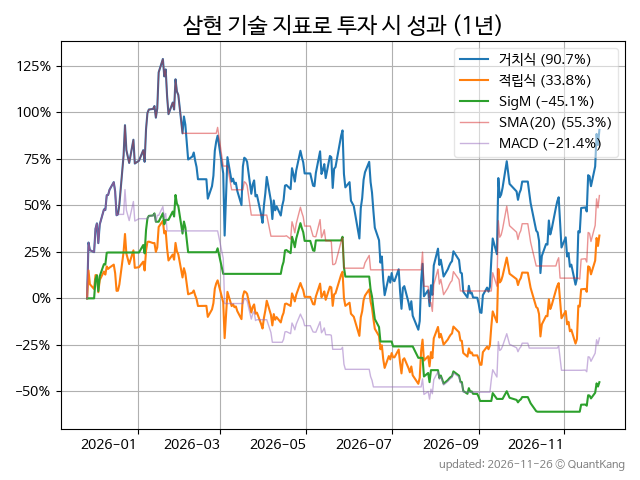 삼현 기술 지표로 투자 시 성과 (1년)
거치식 (90.7%)
적립식 (33.8%)
SigM (−45.1%)
SMA(20) (55.3%)
MACD (−21.4%)
125%
100%
75%
50%
25%
0%
−25%
−50%
2026-01 2026-03 2026-05 2026-07 2026-09 2026-11
updated: 2026-11-26 ⓒ QuantKang